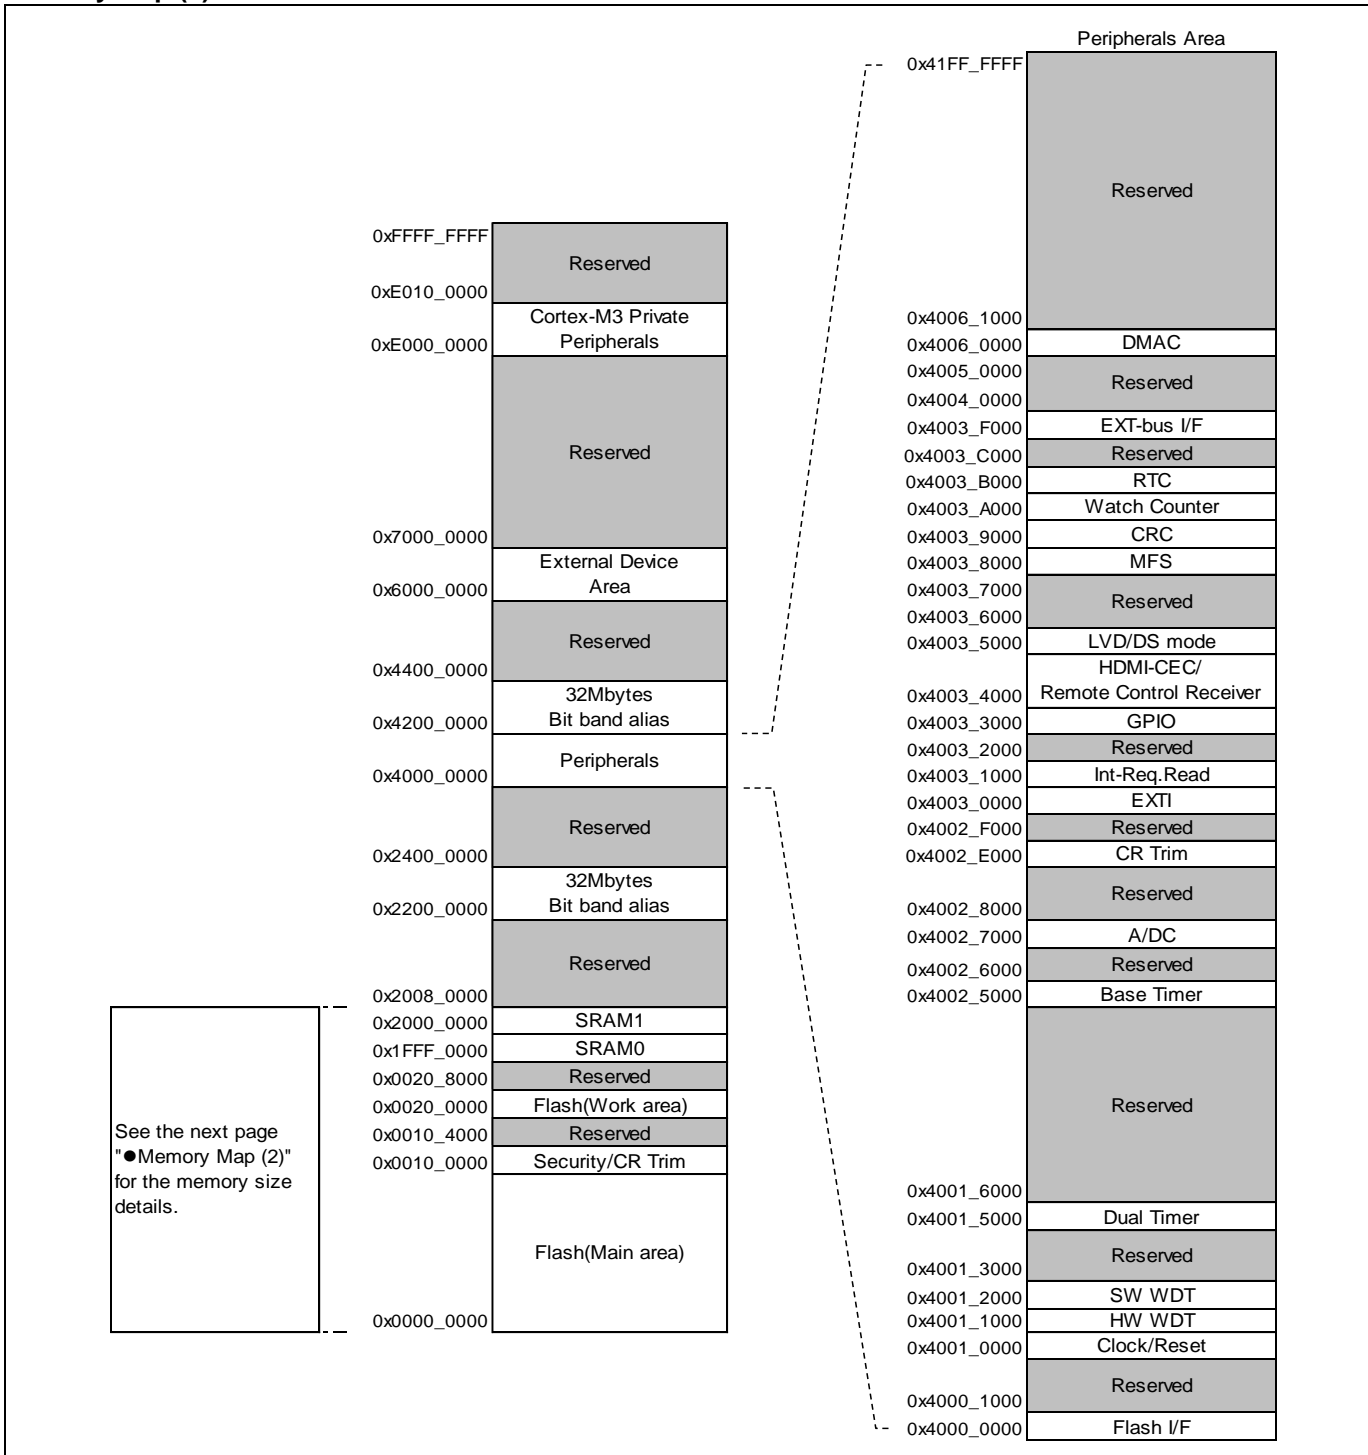 0xFFFF_FFFF
Reserved
0xE010_0000
Cortex-M3 Private
Peripherals
0xE000_0000
Reserved
0x7000_0000
External Device
Area
0x6000_0000
Reserved
0x4400_0000
32Mbytes
Bit band alias
0x4200_0000
Peripherals
0x4000_0000
Reserved
0x2400_0000
32Mbytes
Bit band alias
0x2200_0000
Reserved
0x2008_0000
0x2000_0000 SRAM1
0x1FFF_0000 SRAM0
0x0020_8000 Reserved
0x0020_0000 Flash(Work area)
0x0010_4000 Reserved
0x0010_0000 Security/CR Trim
Flash(Main area)
0x0000_0000
See the next page
"●Memory Map (2)"
for the memory size
details.
Peripherals Area
0x41FF_FFFF
Reserved
0x4006_1000
0x4006_0000 DMAC
0x4005_0000
Reserved
0x4004_0000
0x4003_F000 EXT-bus I/F
0x4003_C000 Reserved
0x4003_B000 RTC
0x4003_A000 Watch Counter
0x4003_9000 CRC
0x4003_8000 MFS
0x4003_7000
Reserved
0x4003_6000
0x4003_5000 LVD/DS mode
HDMI-CEC/
0x4003_4000 Remote Control Receiver
0x4003_3000 GPIO
0x4003_2000 Reserved
0x4003_1000 Int-Req.Read
0x4003_0000 EXTI
0x4002_F000 Reserved
0x4002_E000 CR Trim
Reserved
0x4002_8000
0x4002_7000 A/DC
0x4002_6000 Reserved
0x4002_5000 Base Timer
Reserved
0x4001_6000
0x4001_5000 Dual Timer
Reserved
0x4001_3000
0x4001_2000 SW WDT
0x4001_1000 HW WDT
0x4001_0000 Clock/Reset
Reserved
0x4000_1000
0x4000_0000 Flash I/F